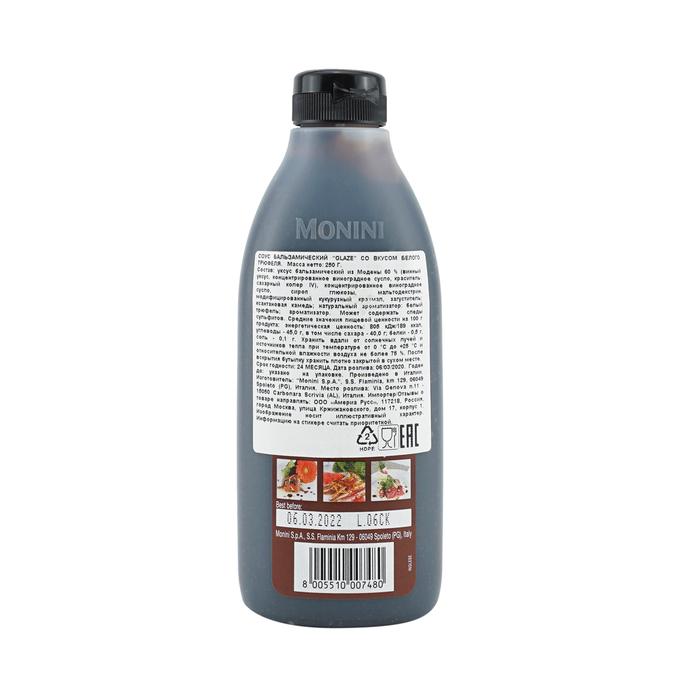 MONINI
СОУС БАЛЬЗАМИЧЕСКИЙ "GLAZE" СО ВКУСОМ БЕЛОГО
ТРЮФЕЛЯ. Масса нетто: 250 Г.
Состав: уксус бальзамический из Модены 60 % (винный
уксус, концентрированное виноградное сусло, краситель
сахарный колер IV), концентрированное виноградное
сусло, сироп глюкозы, мальтодекстрин,
модифицированный кукурузный крахмал, загуститель:
ксантановая камедь; натуральный ароматизатор: белый
трюфель; ароматизатор. Может содержать следы
сульфитов. Средние значения пищевой ценности на 100 г
продукта: энергетическая ценность: 805 кДж/189 ккал,
углеводы - 45,0 г, в том числе сахара - 40,0 г; белки - 0,5 г,
соль - 0,1 г. Хранить вдали от солнечных лучей и
источников тепла при температуре от 0 °С до +25 °С и
относительной влажности воздуха не более 75 %. После
вскрытия бутылку хранить плотно закрытой в сухом месте.
Срок годности: 24 МЕСЯЦА. Дата розлива: 06/03/2020. Годен
до: указано на упаковке. Произведено в Италии.
Изготовитель: "Monini S.p.A.", S.S. Flaminia, km 129, 06049
Spoleto (PG), Италия. Место розлива: Via Genova n.11 -
15050 Carbonara Scrivia (AL), Италия. Импортер/Отзывы о
товаре направлять: ООО «Америа Русс», 117218, Россия,
город Москва, улица Кржижановского, дом 17, корпус 1.
Изображение носит иллюстративный характер.
Информацию на стикере считать приоритетной.
2
HDPE
EAC
Best before:
06.03.2022 L.06CK
Monini S.p.A., S.S. Flaminia Km 129 - 06049 Spoleto (PG), Italy
INGLESE
8 005510 007480